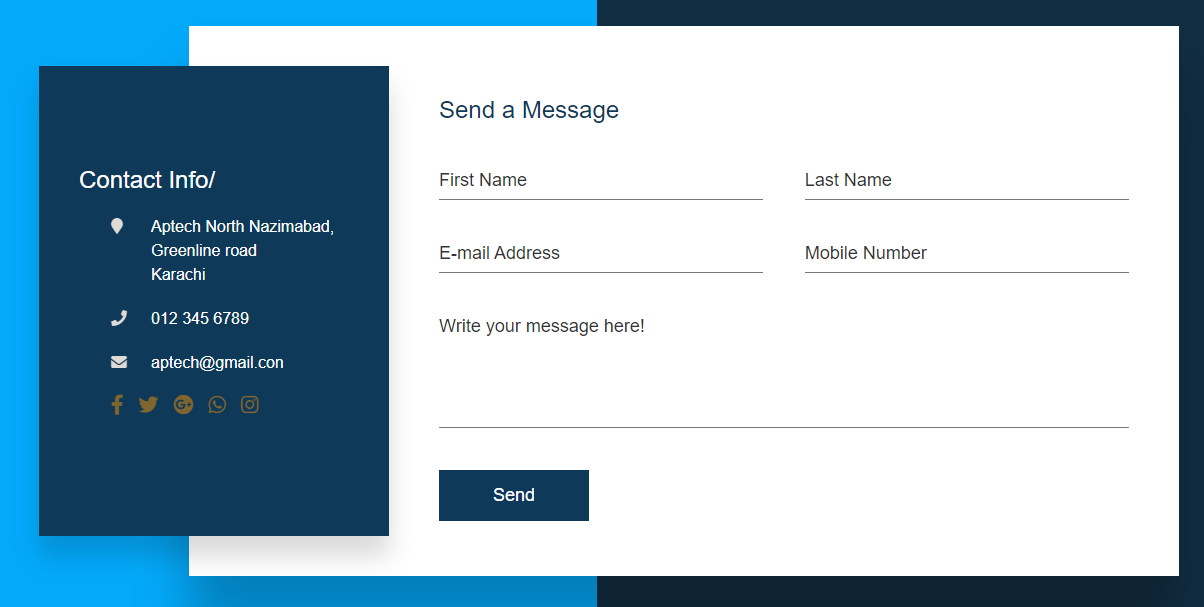 Contact Info/
Aptech North Nazimabad,
Greenline road
Karachi
012 345 6789
aptech@gmail.con
Send a Message
First Name
Last Name
E-mail Address
Mobile Number
Write your message here!
Send